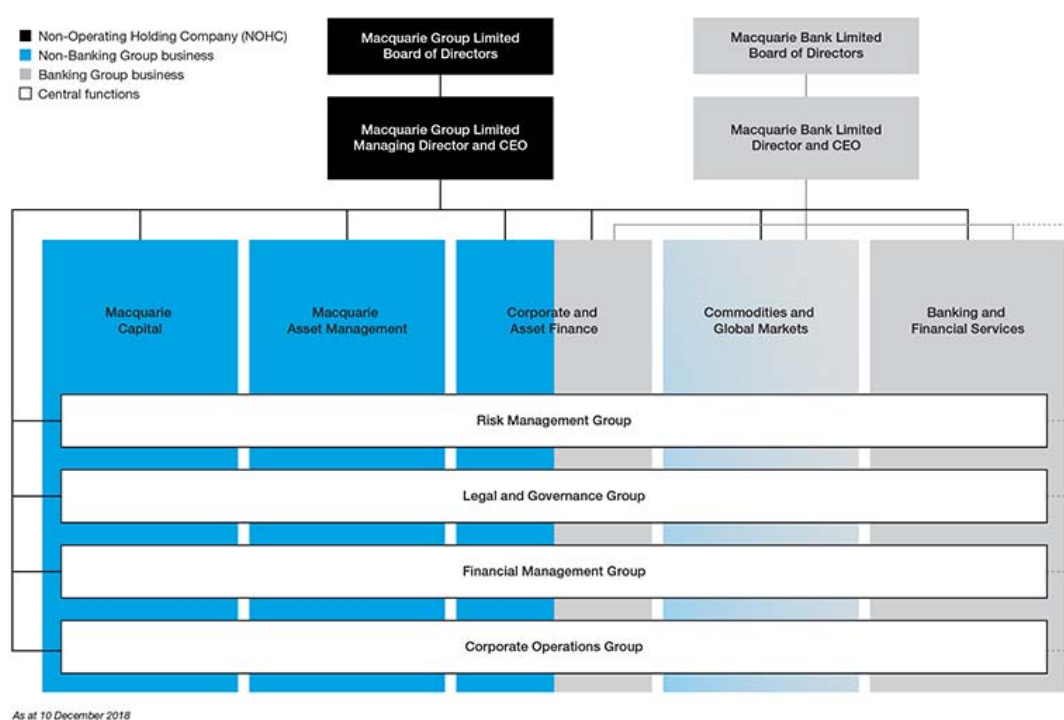 Non-Operating Holding Company (NOHC)
Non-Banking Group business
Banking Group business
Central functions
Macquarie Group Limited
Board of Directors
Macquarie Bank Limited
Board of Directors
Macquarie Group Limited
Managing Director and CEO
Macquarie Bank Limited
Director and CEO
Macquarie
Capital
Macquarie
Asset Management
Corporate and
Asset Finance
Commodities and
Global Markets
Banking and
Financial Services
Risk Management Group
Legal and Governance Group
Financial Management Group
Corporate Operations Group
As at 10 December 2018